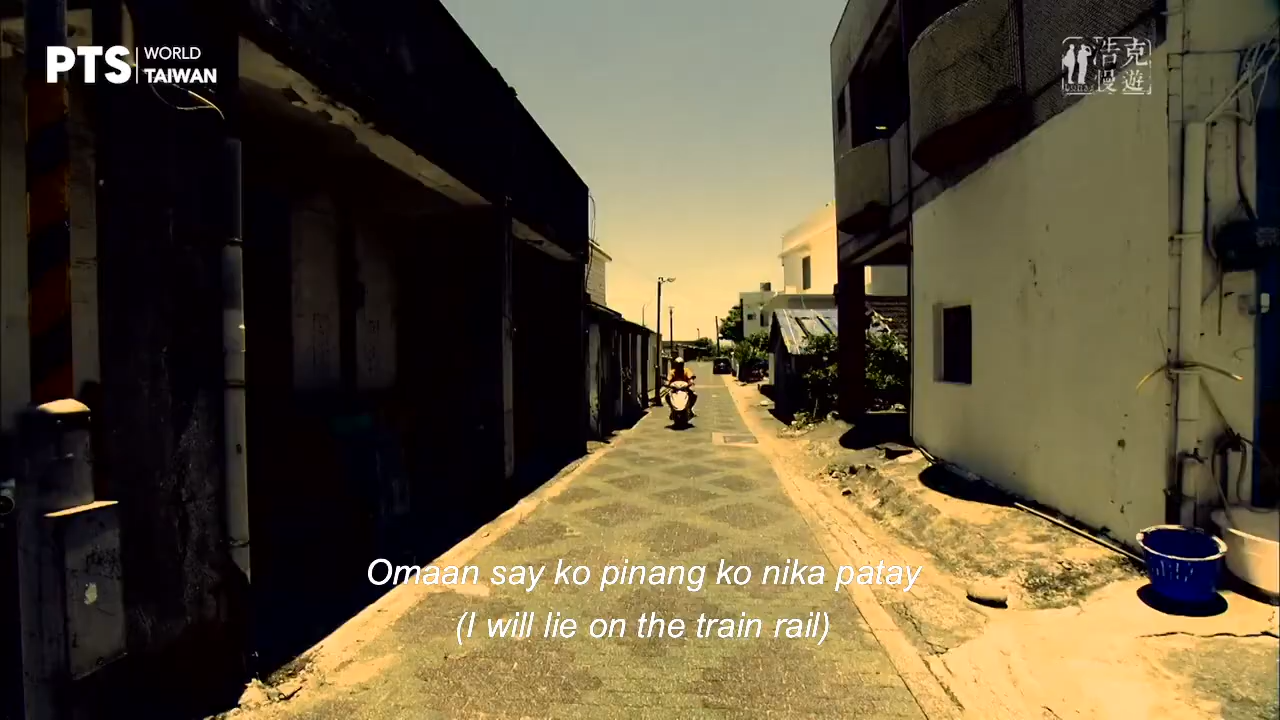 PTS WORLD
TAIWAN
浩克
慢遊
Omaan say ko pinang ko nika patay
(I will lie on the train rail)